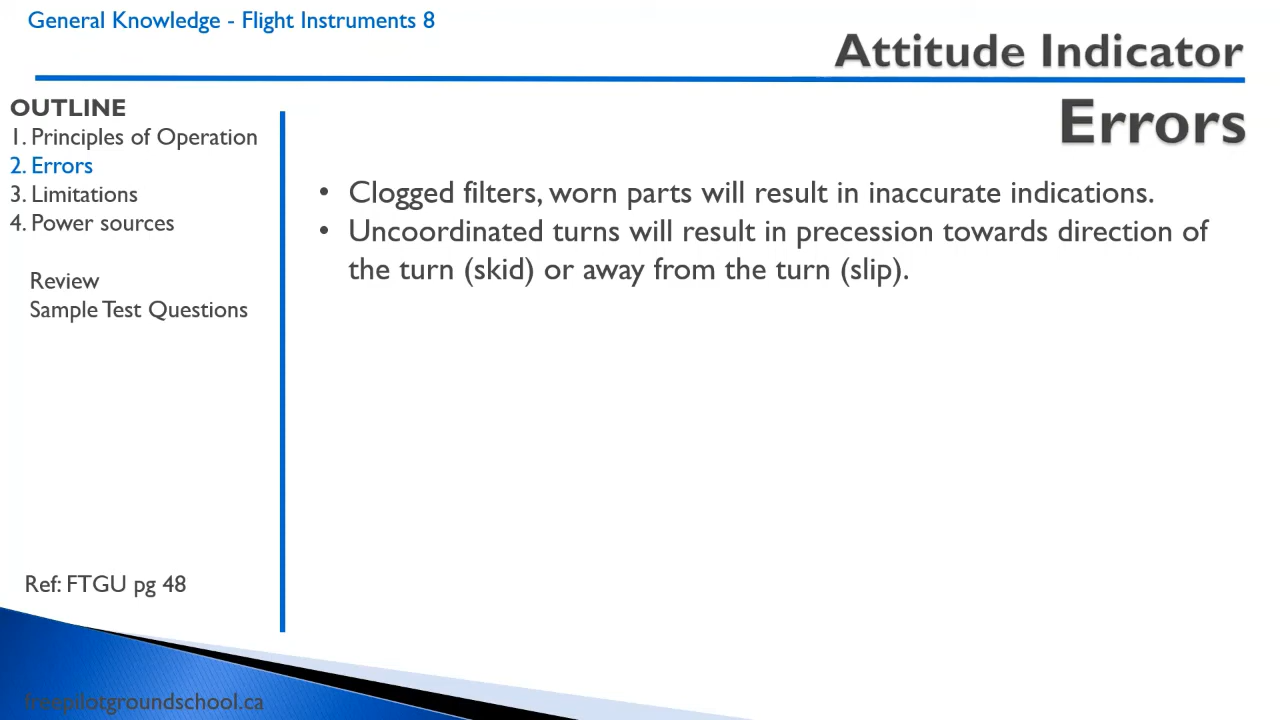 General Knowledge - Flight Instruments 8
Attitude Indicator
Errors
OUTLINE
1. Principles of Operation
2. Errors
3. Limitations
4. Power sources
Review
Sample Test Questions
• Clogged filters, worn parts will result in inaccurate indications.
• Uncoordinated turns will result in precession towards direction of
the turn (skid) or away from the turn (slip).
Ref: FTGU pg 48
freepilotgroundschool.ca